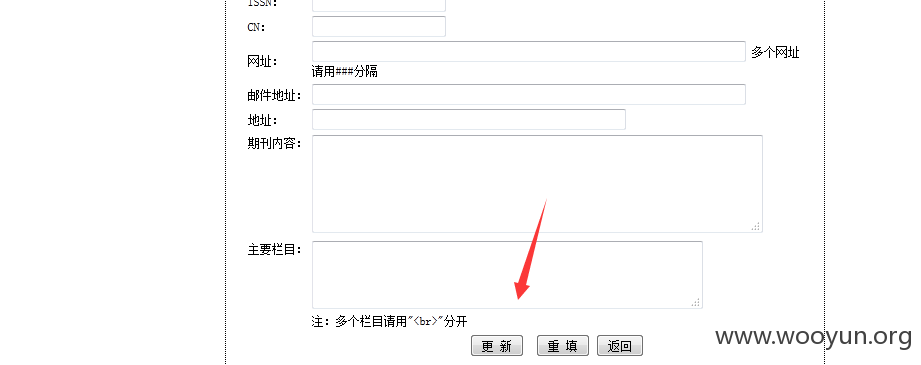 ISSN:
CN:
网址: 多个网址
请用###分隔
邮件地址:
地址:
期刊内容:
主要栏目:
注: 多个栏目请用"<br>"分开
更 新 重 填 返回
www.wooyun.org